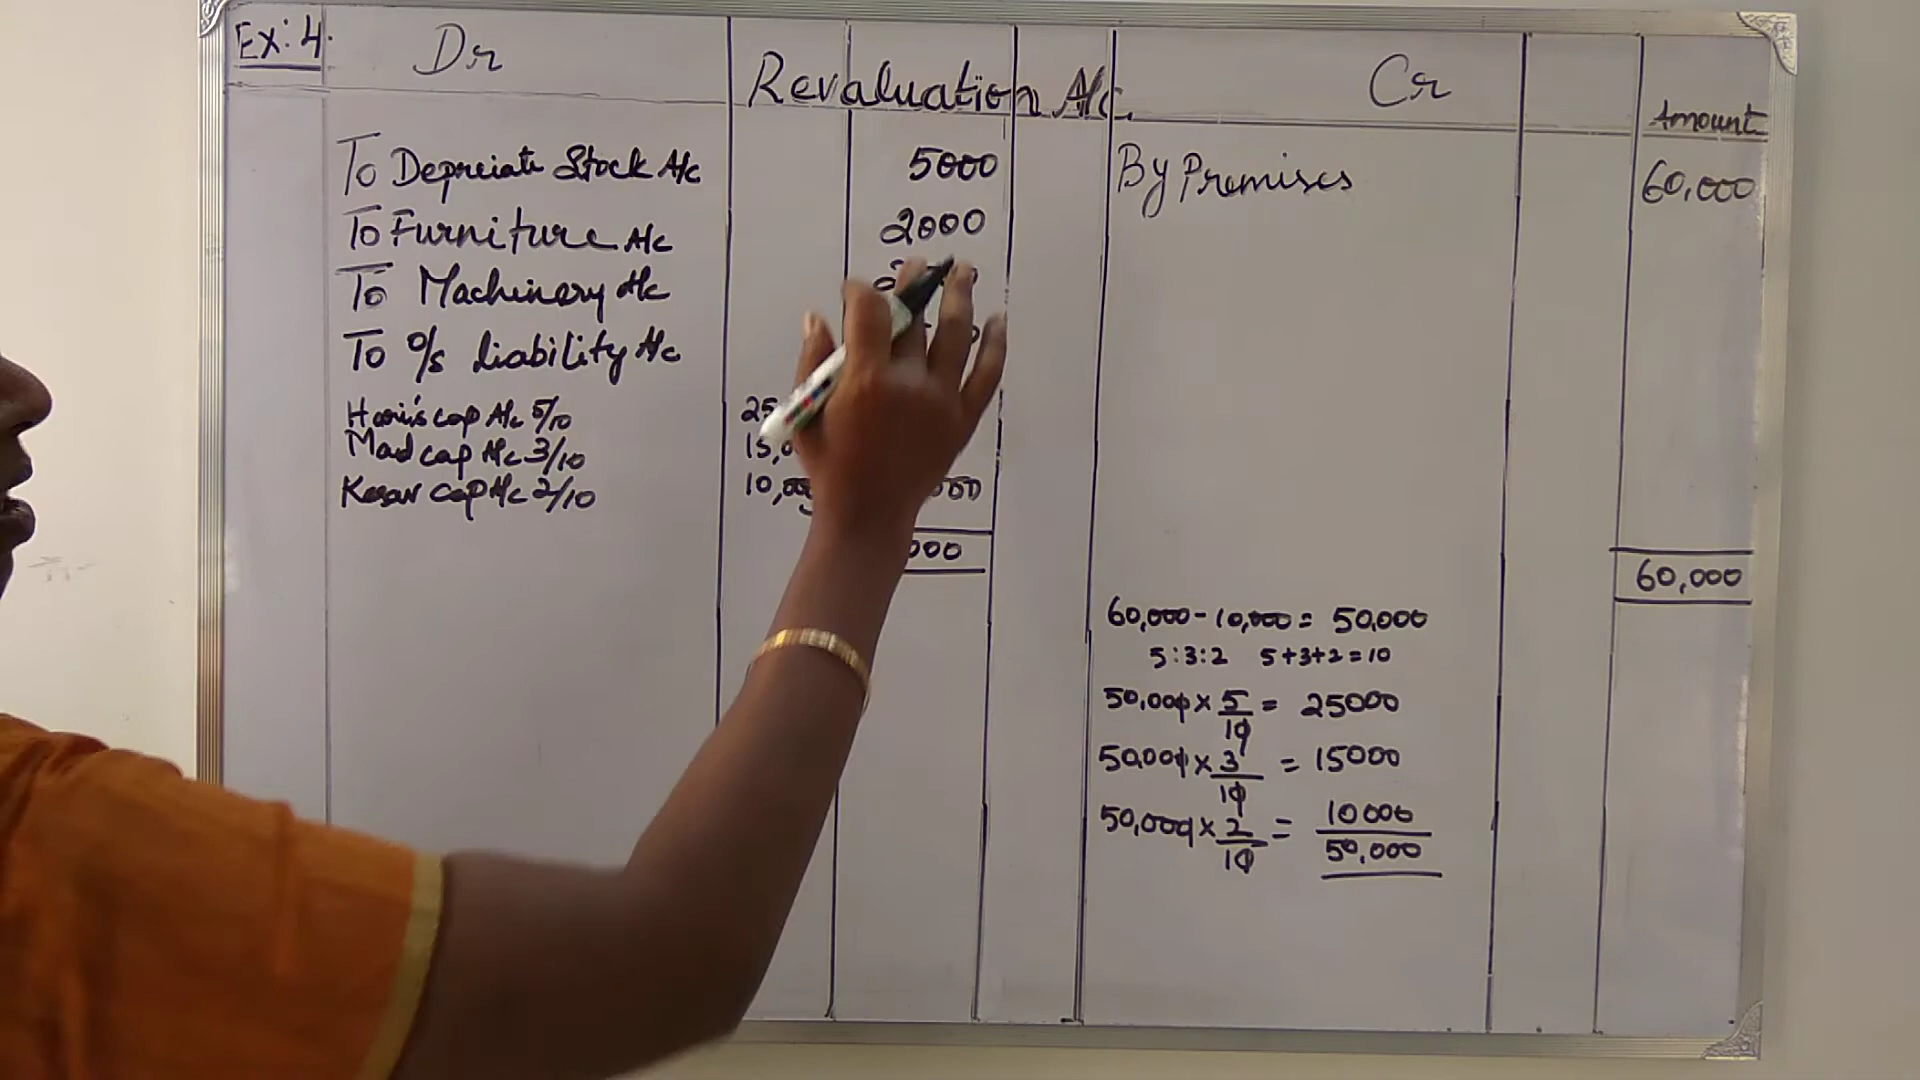 Ex: 4.
Dr
Revaluation A/c.
Cr
Amount
To Depreciate Stock A/c 5000
To Furniture A/c 2000
To Machinery A/c
To O/s Liability A/c
Hari's cap A/c 5/10
Mad cap A/c 3/10
Kesav cap A/c 2/10
By Premises 60,000
60,000
60,000 - 10,000 = 50,000
5:3:2 5+3+2=10
50,000 × 5/10 = 25000
50,000 × 3/10 = 15000
50,000 × 2/10 = 10000
50,000